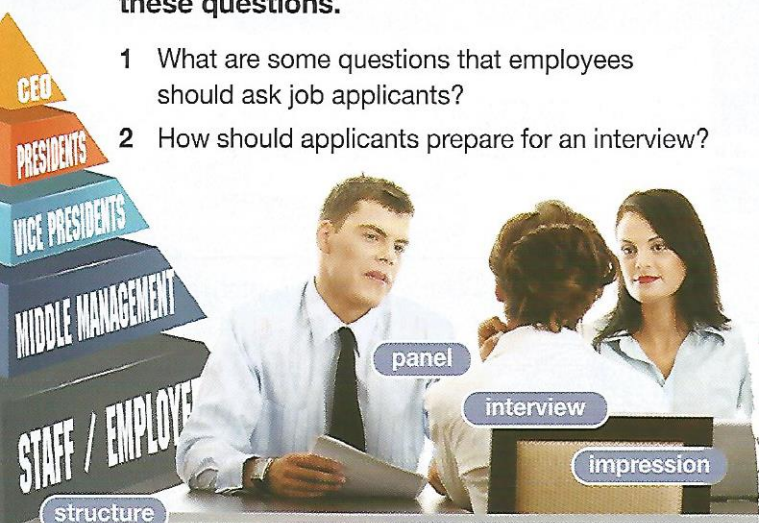 these questions.
1 What are some questions that employees
should ask job applicants?
2 How should applicants prepare for an interview?
CEO
PRESIDENTS
VICE PRESIDENTS
MIDDLE MANAGEMENT
STAFF /
panel
interview
impression
structure